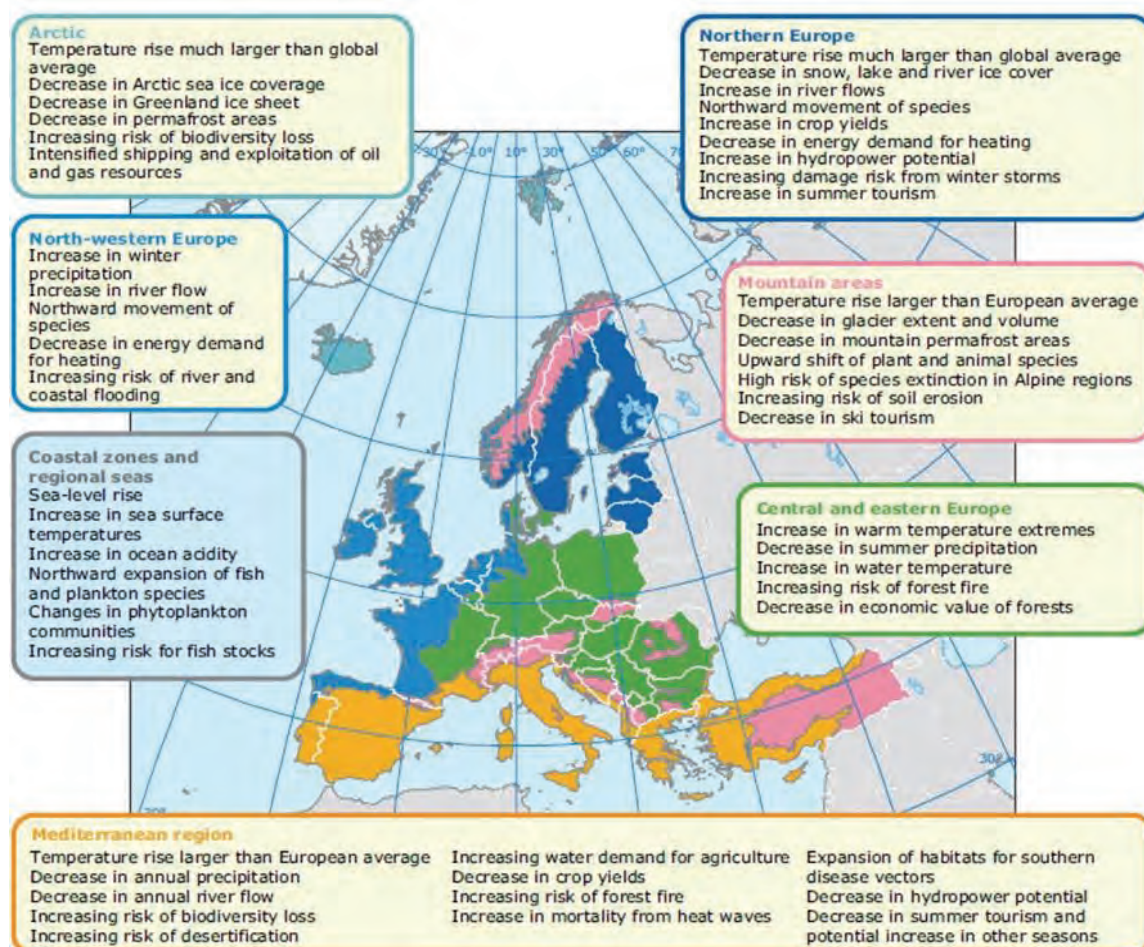 Arctic
Temperature rise much larger than global
average
Decrease in Arctic sea ice coverage
Decrease in Greenland ice sheet
Decrease in permafrost areas
Increasing risk of biodiversity loss
Intensified shipping and exploitation of oil
and gas resources
Northern Europe
Temperature rise much larger than global average
Decrease in snow, lake and river ice cover
Increase in river flows
Northward movement of species
Increase in crop yields
Decrease in energy demand for heating
Increase in hydropower potential
Increasing damage risk from winter storms
Increase in summer tourism
-30° -10° 10° 30° 50° 60°
North-western Europe
Increase in winter
precipitation
Increase in river flow
Northward movement of
species
Decrease in energy demand
for heating
Increasing risk of river and
coastal flooding
Mountain areas
Temperature rise larger than European average
Decrease in glacier extent and volume
Decrease in mountain permafrost areas
Upward shift of plant and animal species
High risk of species extinction in Alpine regions
Increasing risk of soil erosion
Decrease in ski tourism
Coastal zones and
regional seas
Sea-level rise
Increase in sea surface
temperatures
Increase in ocean acidity
Northward expansion of fish
and plankton species
Changes in phytoplankton
communities
Increasing risk for fish stocks
Central and eastern Europe
Increase in warm temperature extremes
Decrease in summer precipitation
Increase in water temperature
Increasing risk of forest fire
Decrease in economic value of forests
30°
Mediterranean region
Temperature rise larger than European average
Decrease in annual precipitation
Decrease in annual river flow
Increasing risk of biodiversity loss
Increasing risk of desertification
Increasing water demand for agriculture
Decrease in crop yields
Increasing risk of forest fire
Increase in mortality from heat waves
Expansion of habitats for southern
disease vectors
Decrease in hydropower potential
Decrease in summer tourism and
potential increase in other seasons